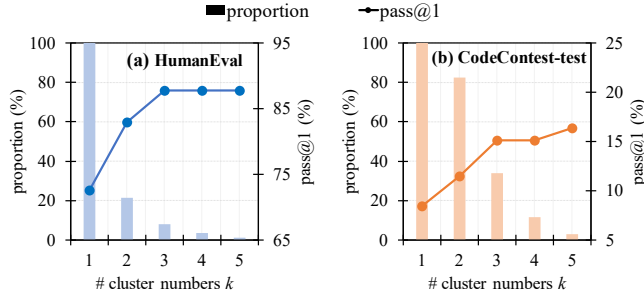 proportion pass@1
(a) HumanEval
proportion (%)
100
80
60
40
20
0
95
87
75
65
pass@1 (%)
1 2 3 4 5
# cluster numbers k
(b) CodeContest-test
proportion (%)
100
80
60
40
20
0
25
20
15
10
5
pass@1 (%)
1 2 3 4 5
# cluster numbers k